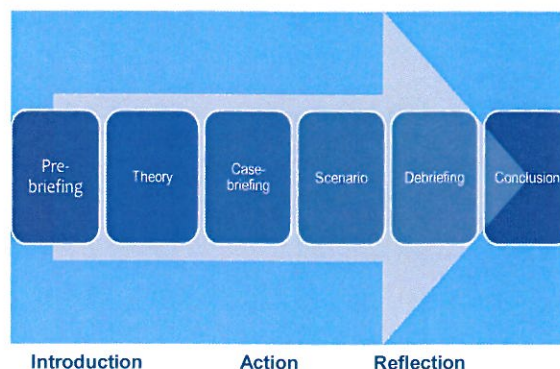 Pre-
briefing
Theory
Case-
briefing
Scenario
Debriefing
Conclusion
Introduction
Action
Reflection